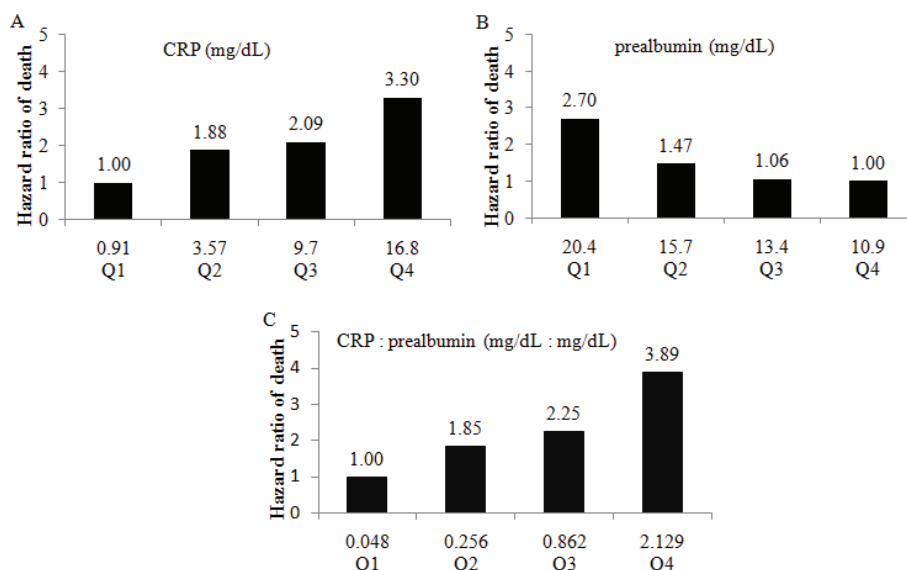 A
CRP (mg/dL)
Hazard ratio of death
5
4
3
2
1
0
1.00
1.88
2.09
3.30
0.91 3.57 9.7 16.8
Q1 Q2 Q3 Q4
B
prealbumin (mg/dL)
Hazard ratio of death
5
4
3
2
1
0
2.70
1.47
1.06
1.00
20.4 15.7 13.4 10.9
Q1 Q2 Q3 Q4
C
CRP : prealbumin (mg/dL : mg/dL)
Hazard ratio of death
5
4
3
2
1
0
1.00
1.85
2.25
3.89
0.048 0.256 0.862 2.129
Q1 Q2 Q3 Q4